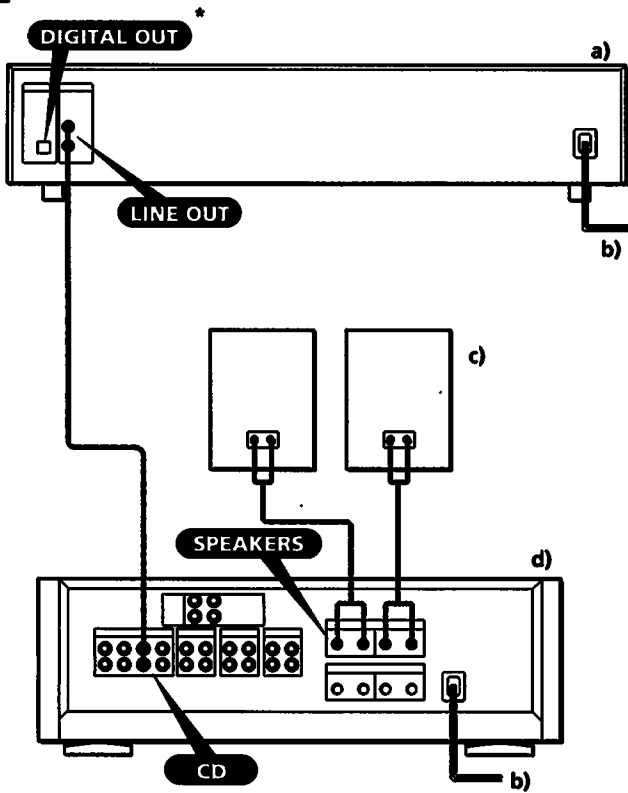 DIGITAL OUT *
a)
LINE OUT
b)
c)
SPEAKERS
d)
CD
b)